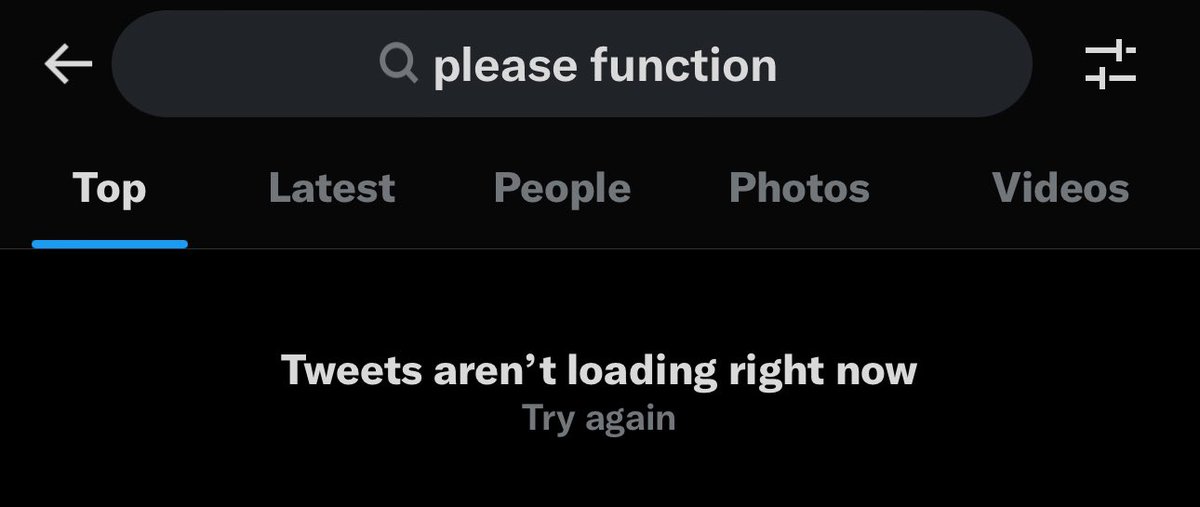 please function
Top Latest People Photos Videos
Tweets aren’t loading right now
Try again